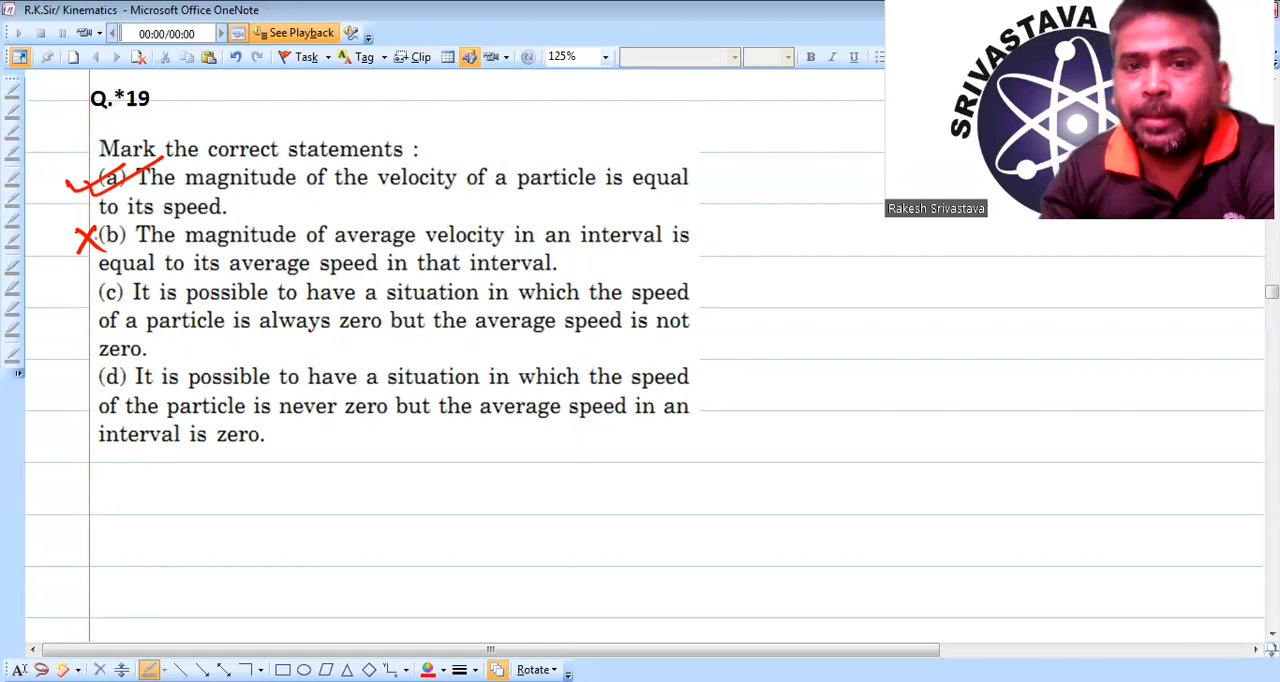 R.K.Sir/ Kinematics - Microsoft Office OneNote
00:00/00:00
See Playback
Task
Tag
Clip
125%
B I U
Q.*19
Mark the correct statements :
(a) The magnitude of the velocity of a particle is equal
to its speed.
(b) The magnitude of average velocity in an interval is
equal to its average speed in that interval.
(c) It is possible to have a situation in which the speed
of a particle is always zero but the average speed is not
zero.
(d) It is possible to have a situation in which the speed
of the particle is never zero but the average speed in an
interval is zero.
SRIVASTAVA
Rakesh Srivastava
Rotate